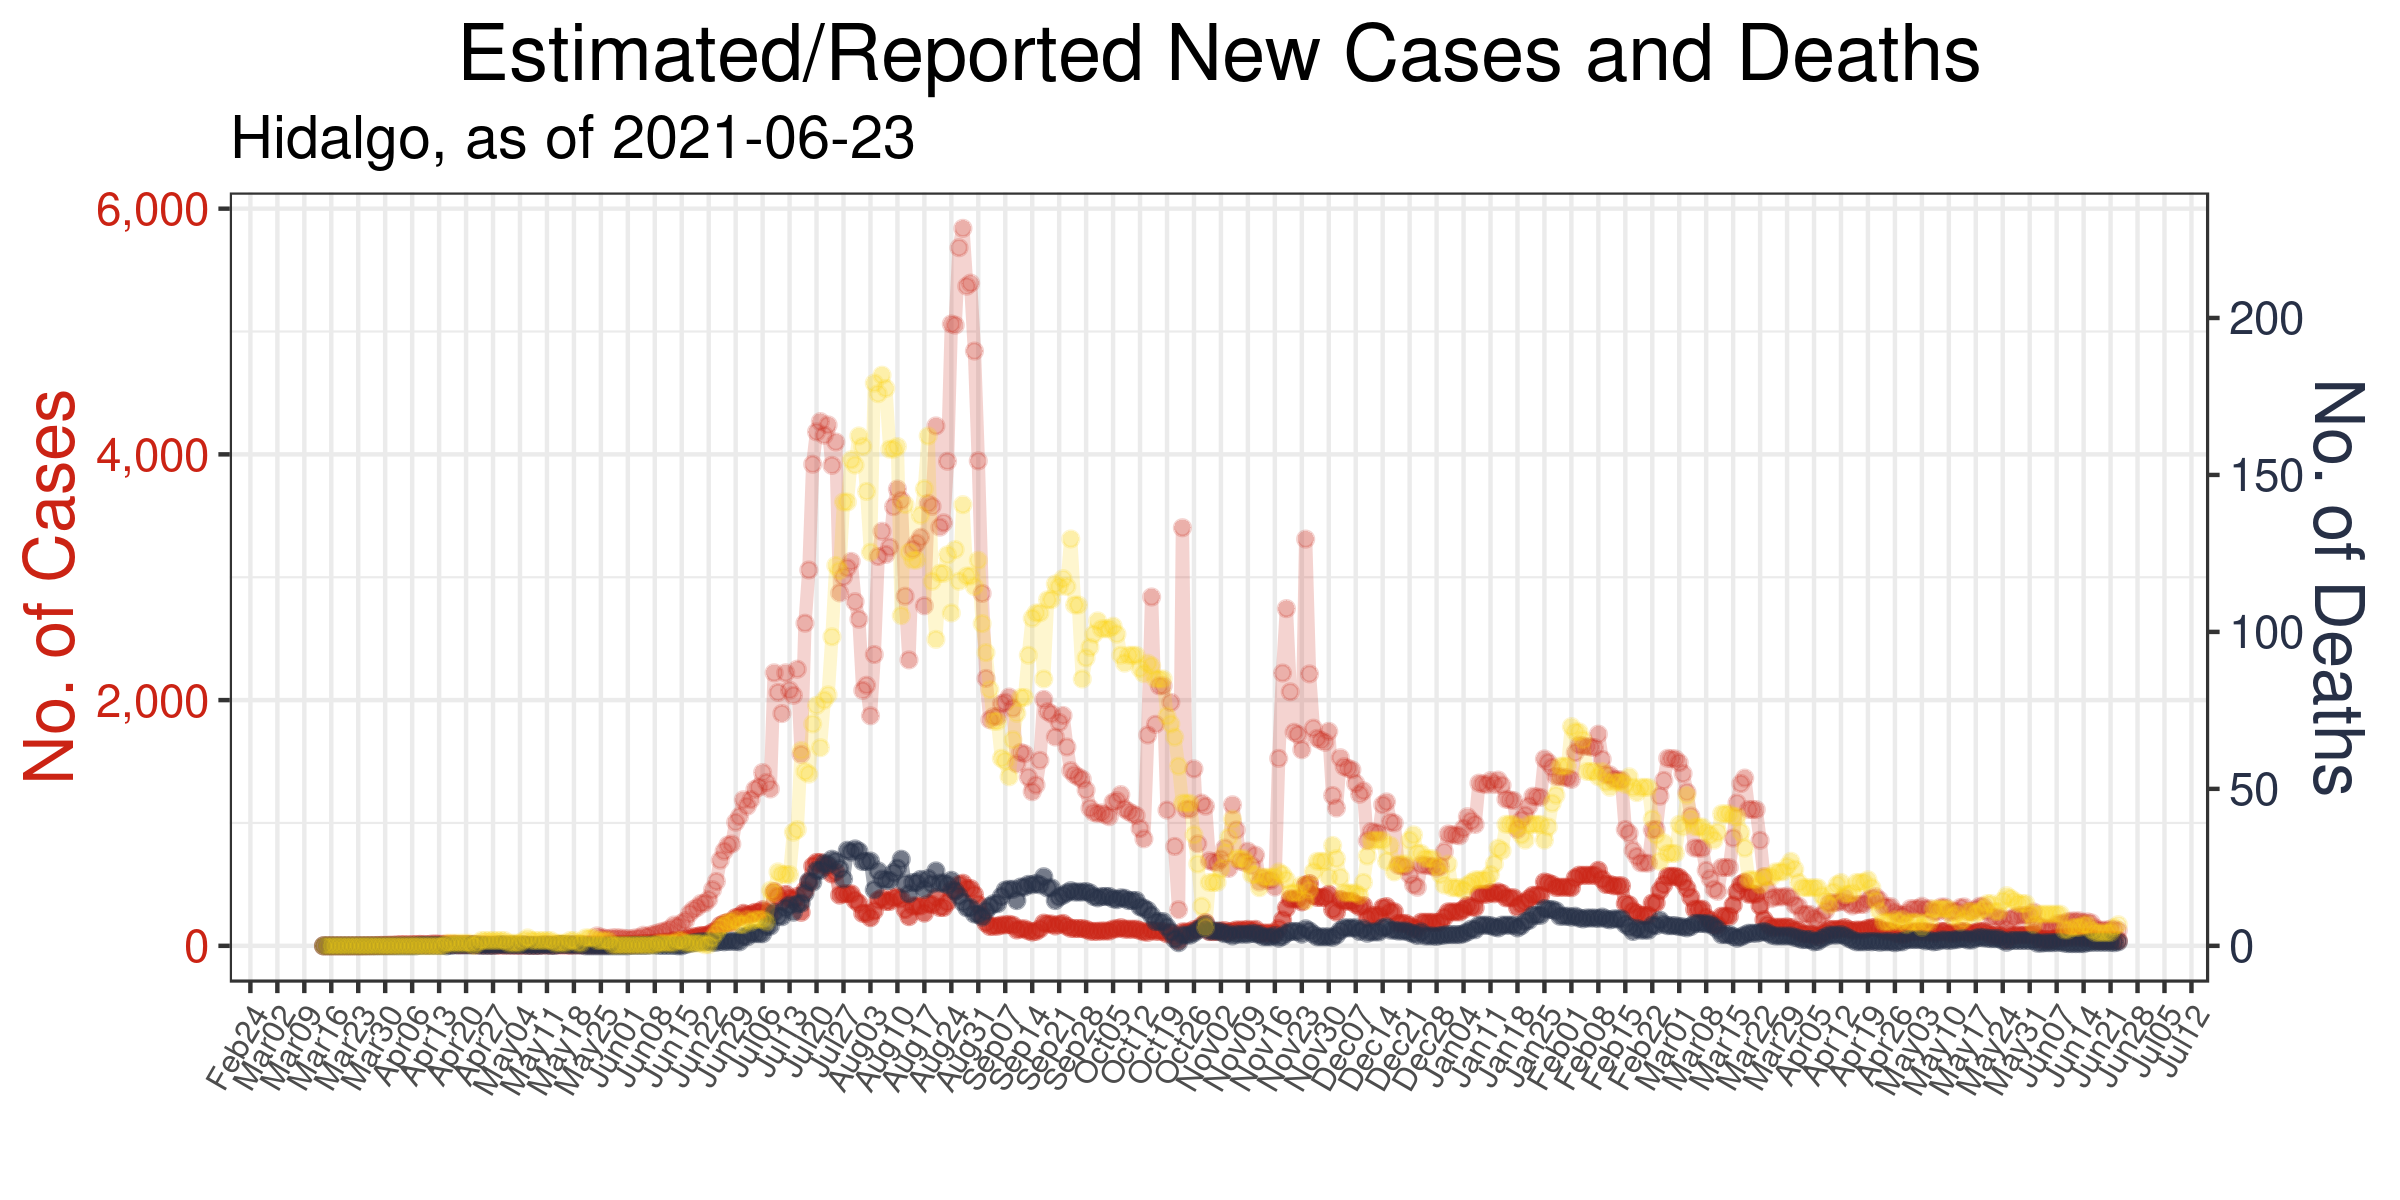 Estimated/Reported New Cases and Deaths
Hidalgo, as of 2021-06-23
No. of Cases
6,000
4,000
2,000
0
No. of Deaths
200
150
100
50
0
Feb24
Mar02
Mar09
Mar16
Mar23
Mar30
Apr06
Apr13
Apr20
Apr27
May04
May11
May18
May25
Jun01
Jun08
Jun15
Jun22
Jun29
Jul06
Jul13
Jul20
Jul27
Aug03
Aug10
Aug17
Aug24
Aug31
Sep07
Sep14
Sep21
Sep28
Oct05
Oct12
Oct19
Oct26
Nov02
Nov09
Nov16
Nov23
Nov30
Dec07
Dec14
Dec21
Dec28
Jan04
Jan11
Jan18
Jan25
Feb01
Feb08
Feb15
Feb22
Mar01
Mar08
Mar15
Mar22
Mar29
Apr05
Apr12
Apr19
Apr26
May03
May10
May17
May24
May31
Jun07
Jun14
Jun21
Jun28
Jul05
Jul12